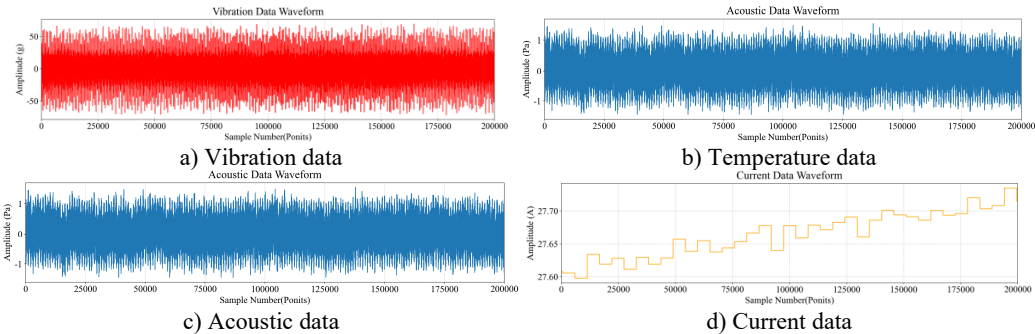 Vibration Data Waveform
Amplitude (g)
50
0
-50
0 25000 50000 75000 100000 125000 150000 175000 200000
Sample Number(Ponits)
a) Vibration data
Acoustic Data Waveform
Amplitude (Pa)
1
0
-1
0 25000 50000 75000 100000 125000 150000 175000 200000
Sample Number(Ponits)
b) Temperature data
Acoustic Data Waveform
Amplitude (Pa)
1
0
-1
0 25000 50000 75000 100000 125000 150000 175000 200000
Sample Number(Ponits)
c) Acoustic data
Current Data Waveform
Amplitude (A)
27.70
27.65
27.60
0 25000 50000 75000 100000 125000 150000 175000 200000
Sample Number(Ponits)
d) Current data